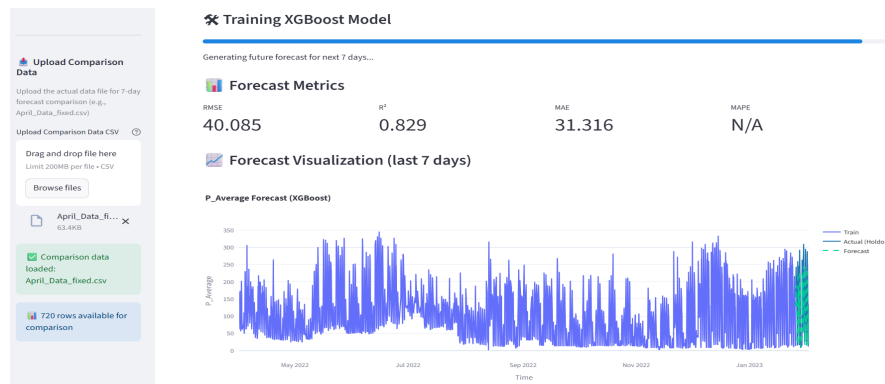 📤 Upload Comparison
Data
Upload the actual data file for 7-day
forecast comparison (e.g.,
April_Data_fixed.csv)
Upload Comparison Data CSV
Drag and drop file here
Limit 200MB per file • CSV
Browse files
April_Data_fi...
63.4KB
✅ Comparison data
loaded:
April_Data_fixed.csv
📊 720 rows available for
comparison
🛠 Training XGBoost Model
Generating future forecast for next 7 days...
📊 Forecast Metrics
RMSE
40.085
R²
0.829
MAE
31.316
MAPE
N/A
📈 Forecast Visualization (last 7 days)
P_Average Forecast (XGBoost)
350
300
250
200
150
100
50
0
P_Average
May 2022
Jul 2022
Sep 2022
Nov 2022
Jan 2023
Time
Train
Actual (Holdo
Forecast